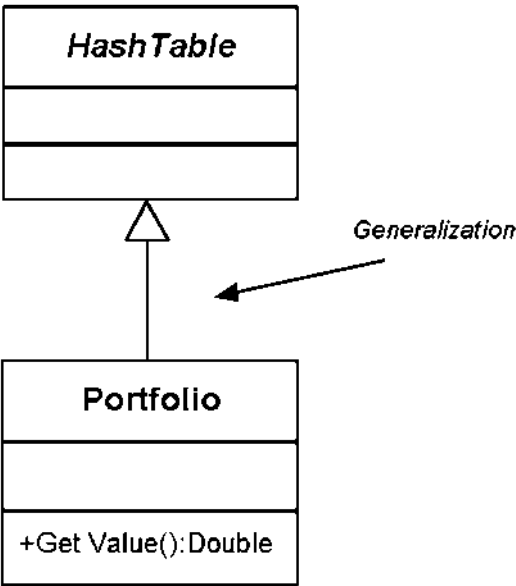 HashTable
Generalization
Portfolio
+Get Value():Double